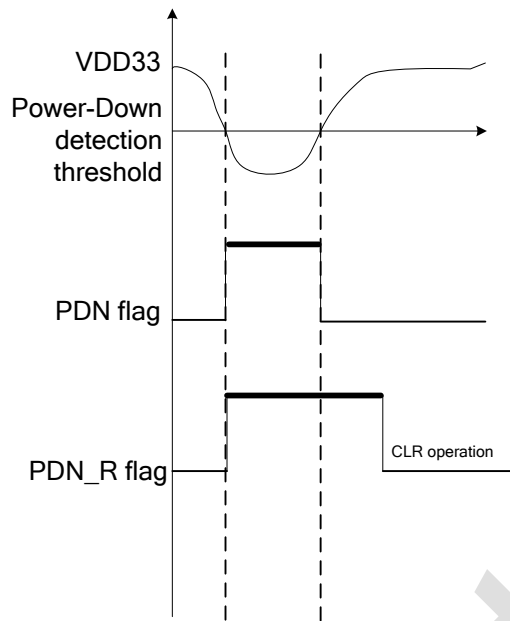 VDD33
Power-Down
detection
threshold
PDN flag
CLR operation
PDN_R flag